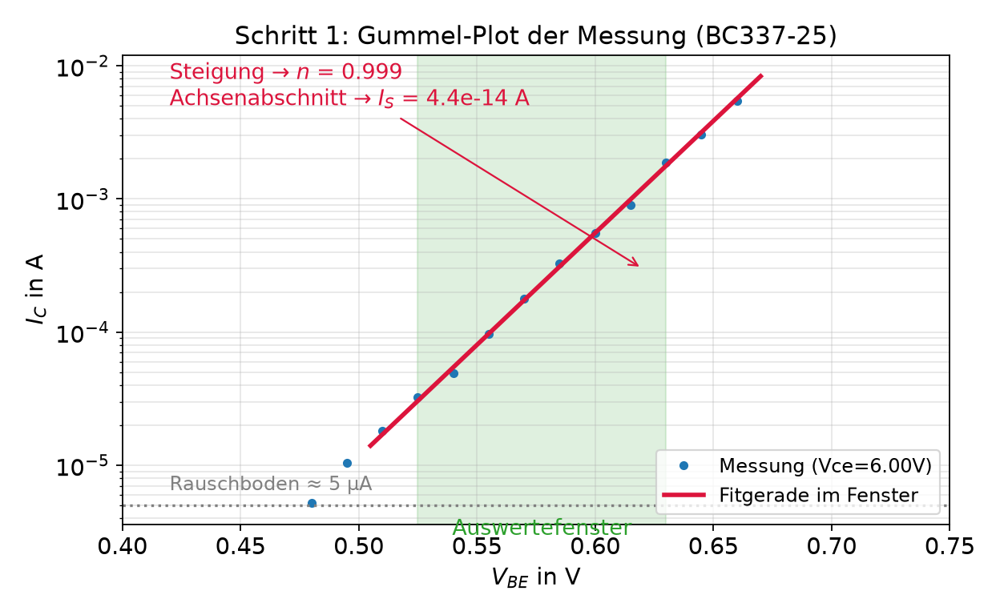 Schritt 1: Gummel-Plot der Messung (BC337-25)
Steigung → n = 0.999
Achsenabschnitt → I_S = 4.4e-14 A
10⁻²
10⁻³
10⁻⁴
10⁻⁵
I_C in A
Rauschboden ≈ 5 µA
Messung (Vce=6.00V)
Fitgerade im Fenster
Auswertefenster
0.40 0.45 0.50 0.55 0.60 0.65 0.70 0.75
V_BE in V